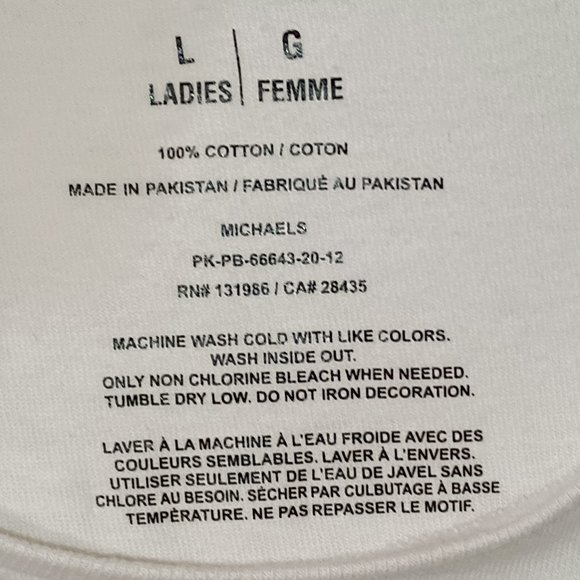 L | G
LADIES | FEMME
100% COTTON / COTON
MADE IN PAKISTAN / FABRIQUÉ AU PAKISTAN
MICHAELS
PK-PB-66643-20-12
RN# 131986 / CA# 28435
MACHINE WASH COLD WITH LIKE COLORS.
WASH INSIDE OUT.
ONLY NON CHLORINE BLEACH WHEN NEEDED.
TUMBLE DRY LOW. DO NOT IRON DECORATION.
LAVER À LA MACHINE À L'EAU FROIDE AVEC DES
COULEURS SEMBLABLES. LAVER À L'ENVERS.
UTILISER SEULEMENT DE L'EAU DE JAVEL SANS
CHLORE AU BESOIN. SÉCHER PAR CULBUTAGE À BASSE
TEMPÉRATURE. NE PAS REPASSER LE MOTIF.